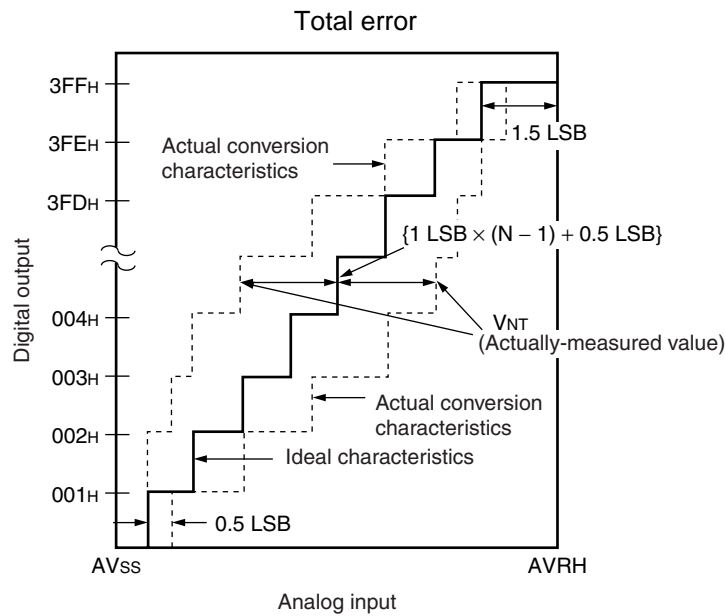 Total error
3FFH
3FEH
3FDH
004H
003H
002H
001H
Digital output
Actual conversion
characteristics
1.5 LSB
{1 LSB × (N − 1) + 0.5 LSB}
VNT
(Actually-measured value)
Actual conversion
characteristics
Ideal characteristics
0.5 LSB
AVSS
AVRH
Analog input